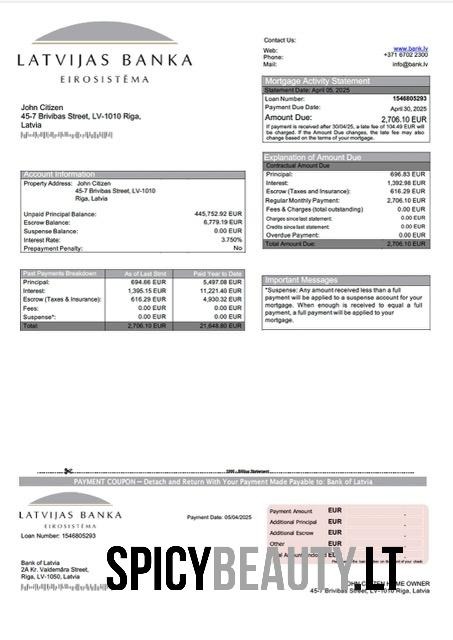 Contact Us:
LATVIJAS BANKA
EIROSISTĒMA
Web: www.bank.lv
Phone: +371 6702 2300
Mail: info@bank.lv
John Citizen
45-7 Brivibas Street, LV-1010 Riga,
Latvia
Mortgage Activity Statement
Statement Date: April 05, 2025
Loan Number: 1546805293
Payment Due Date: April 30, 2025
Amount Due: 2,706.10 EUR
If payment is received after 30/04/25, a late fee of 104.49 EUR will
be charged. If the Amount Due changes, the late fee may also
change based on the terms of your mortgage.
Account Information
Property Address: John Citizen
45-7 Brivibas Street, LV-1010
Riga, Latvia
Unpaid Principal Balance: 445,752.92 EUR
Escrow Balance: 6,779.19 EUR
Suspense Balance: 0.00 EUR
Interest Rate: 3.750%
Prepayment Penalty: No
Explanation of Amount Due
Contractual Amount Due
Principal: 696.83 EUR
Interest: 1,392.98 EUR
Escrow (Taxes and Insurance): 616.29 EUR
Regular Monthly Payment: 2,706.10 EUR
Fees & Charges (total outstanding) 0.00 EUR
Charges since last statement: 0.00 EUR
Credits since last statement: 0.00 EUR
Overdue Payment: 0.00 EUR
Total Amount Due: 2,706.10 EUR
Past Payments Breakdown As of Last Stmt Paid Year to Date
Principal: 694.66 EUR 5,497.08 EUR
Interest: 1,395.15 EUR 11,221.40 EUR
Escrow (Taxes & Insurance): 616.29 EUR 4,930.32 EUR
Fees: 0.00 EUR 0.00 EUR
Suspense*: 0.00 EUR 0.00 EUR
Total: 2,706.10 EUR 21,648.80 EUR
Important Messages
*Suspense: Any amount received less than a full
payment will be applied to a suspense account for your
mortgage. When enough is received to equal a full
payment, a full payment will be applied to your
mortgage.
PAYMENT COUPON – Detach and Return With Your Payment Made Payable to: Bank of Latvia
LATVIJAS BANKA
EIROSISTĒMA
Loan Number: 1546805293
Payment Date: 05/04/2025
Payment Amount EUR
Additional Principal EUR
Additional Escrow EUR
Other EUR
Bank of Latvia
2A Kr. Valdemāra Street,
Riga, LV-1050, Latvia
SPICYBEAUTY.LT
HOME OWNER
45-7 Brivibas Street, LV-1010 Riga, Latvia